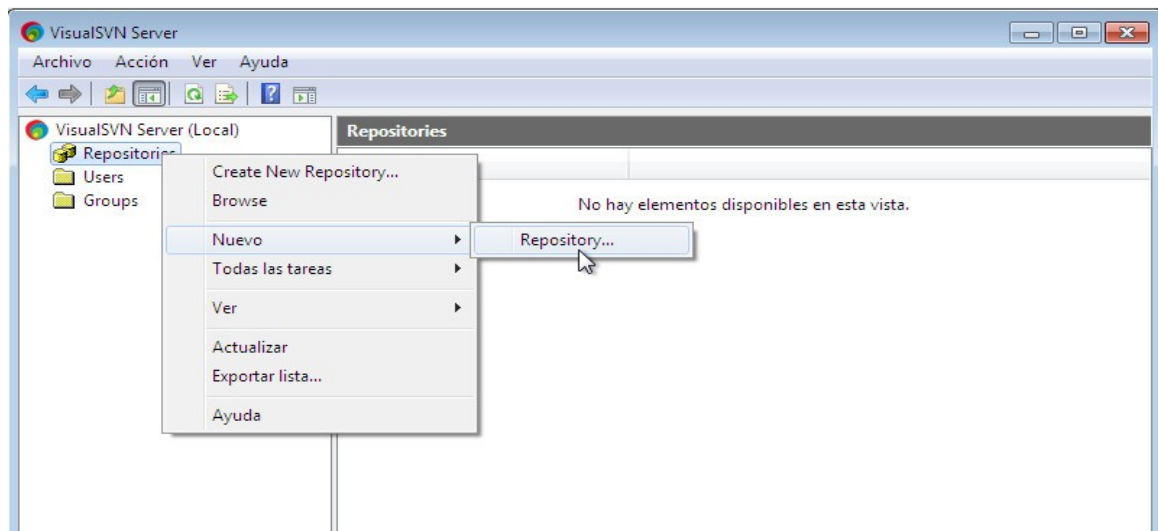 VisualSVN Server
Archivo Acción Ver Ayuda
VisualSVN Server (Local)
Repositories
Users
Groups
Repositories
Create New Repository...
Browse
Nuevo
Todas las tareas
Ver
Actualizar
Exportar lista...
Ayuda
Repository...
No hay elementos disponibles en esta vista.